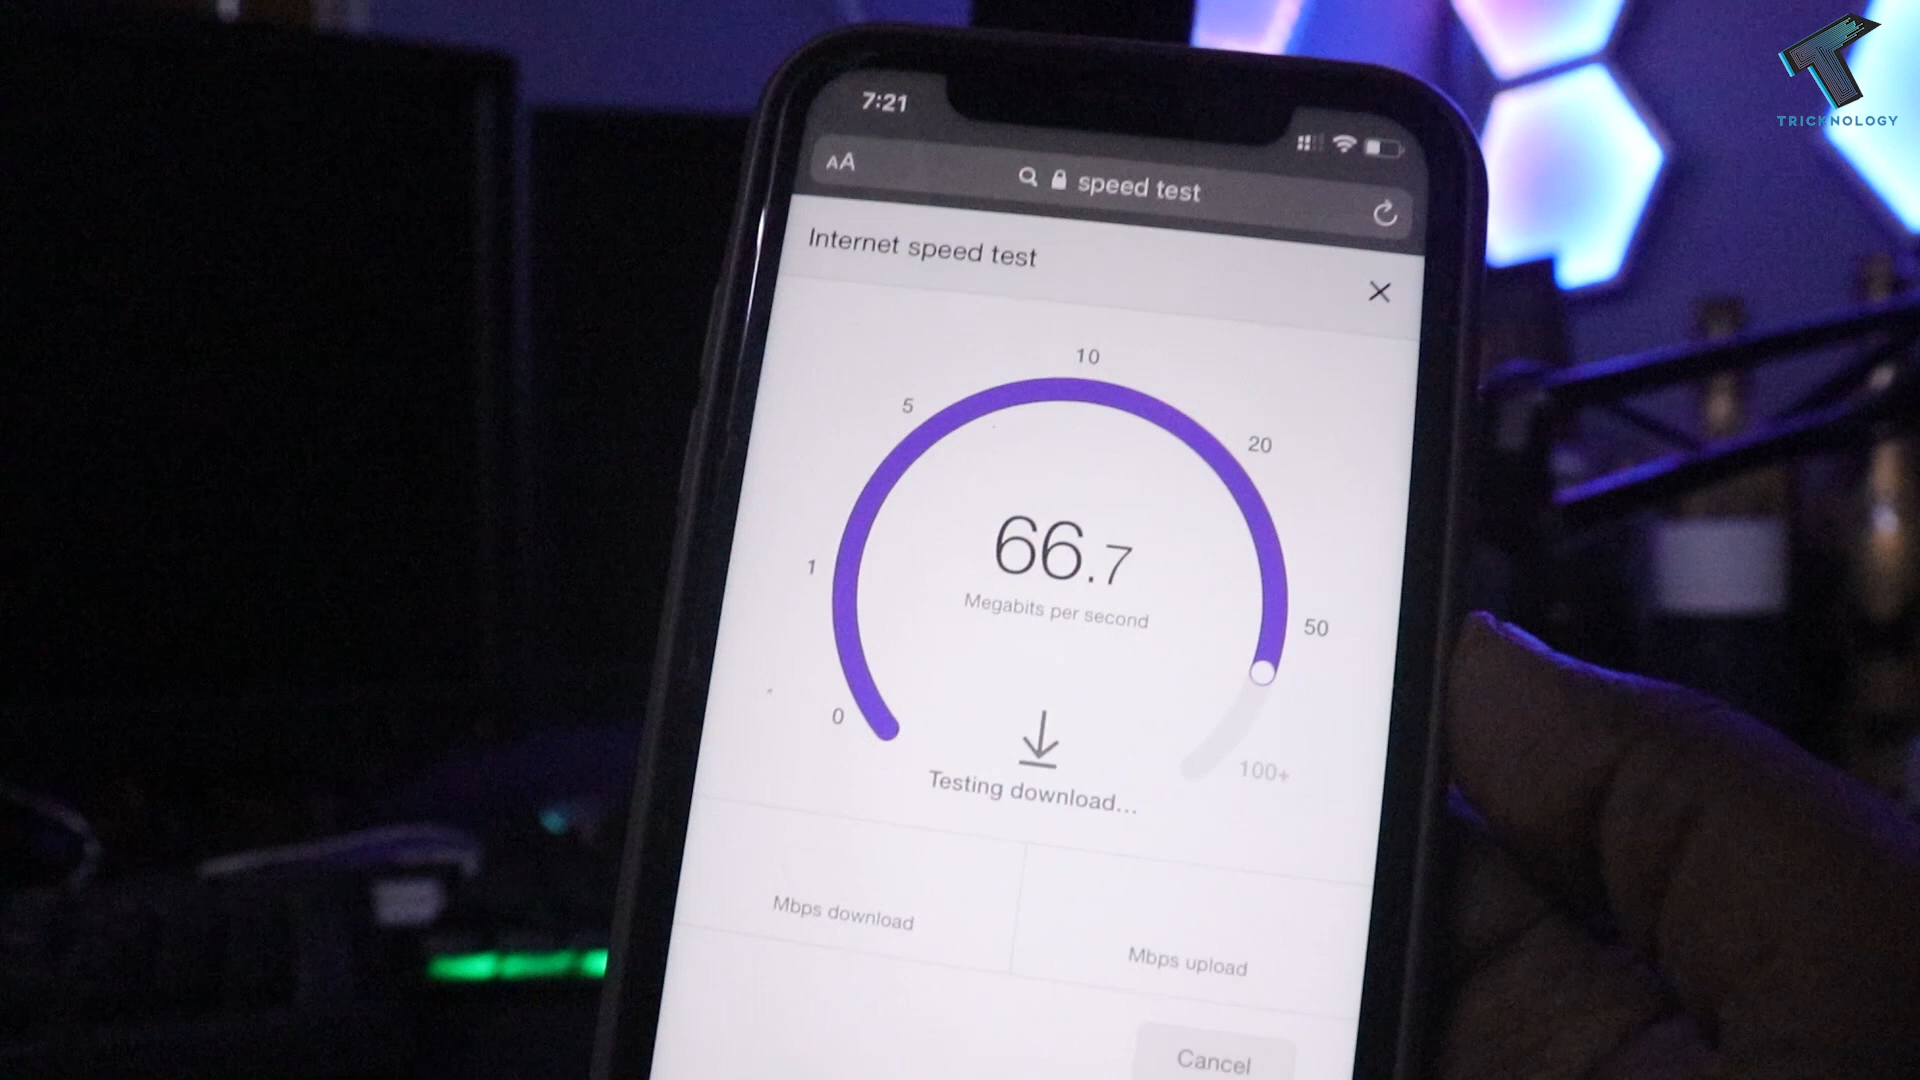 TRICKNOLOGY
7:21
AA
speed test
Internet speed test
10
5
20
66.7
1
Megabits per second
50
0
100+
Testing download...
Mbps download
Mbps upload
Cancel